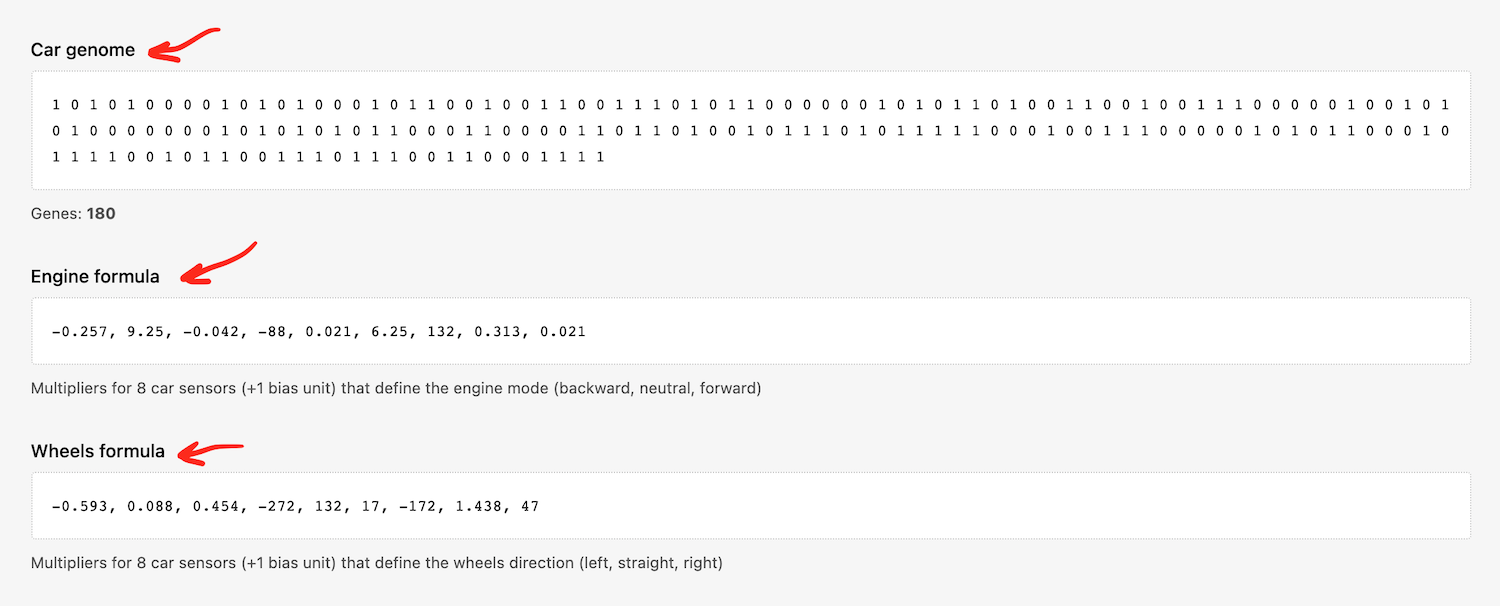 Car genome
1 0 1 0 1 0 0 0 0 1 0 1 0 1 0 0 0 1 0 1 1 0 0 1 0 0 1 1 0 0 1 1 1 0 1 0 1 1 0 0 0 0 0 0 1 0 1 0 1 1 0 1 0 0 1 1 0 0 1 0 0 1 1 1 0 0 0 0 0 1 0 0 1 0 1
0 1 0 0 0 0 0 0 0 1 0 1 0 1 0 1 0 1 1 0 0 0 1 1 0 0 0 0 1 1 0 1 1 0 1 0 0 1 0 1 1 1 0 1 0 1 1 1 1 1 0 0 0 1 0 0 1 1 1 0 0 0 0 0 1 0 1 0 1 1 0 0 0 1 0
1 1 1 1 0 0 1 0 1 1 0 0 1 1 1 0 1 1 1 0 0 1 1 0 0 0 1 1 1 1
Genes: 180
Engine formula
-0.257, 9.25, -0.042, -88, 0.021, 6.25, 132, 0.313, 0.021
Multipliers for 8 car sensors (+1 bias unit) that define the engine mode (backward, neutral, forward)
Wheels formula
-0.593, 0.088, 0.454, -272, 132, 17, -172, 1.438, 47
Multipliers for 8 car sensors (+1 bias unit) that define the wheels direction (left, straight, right)